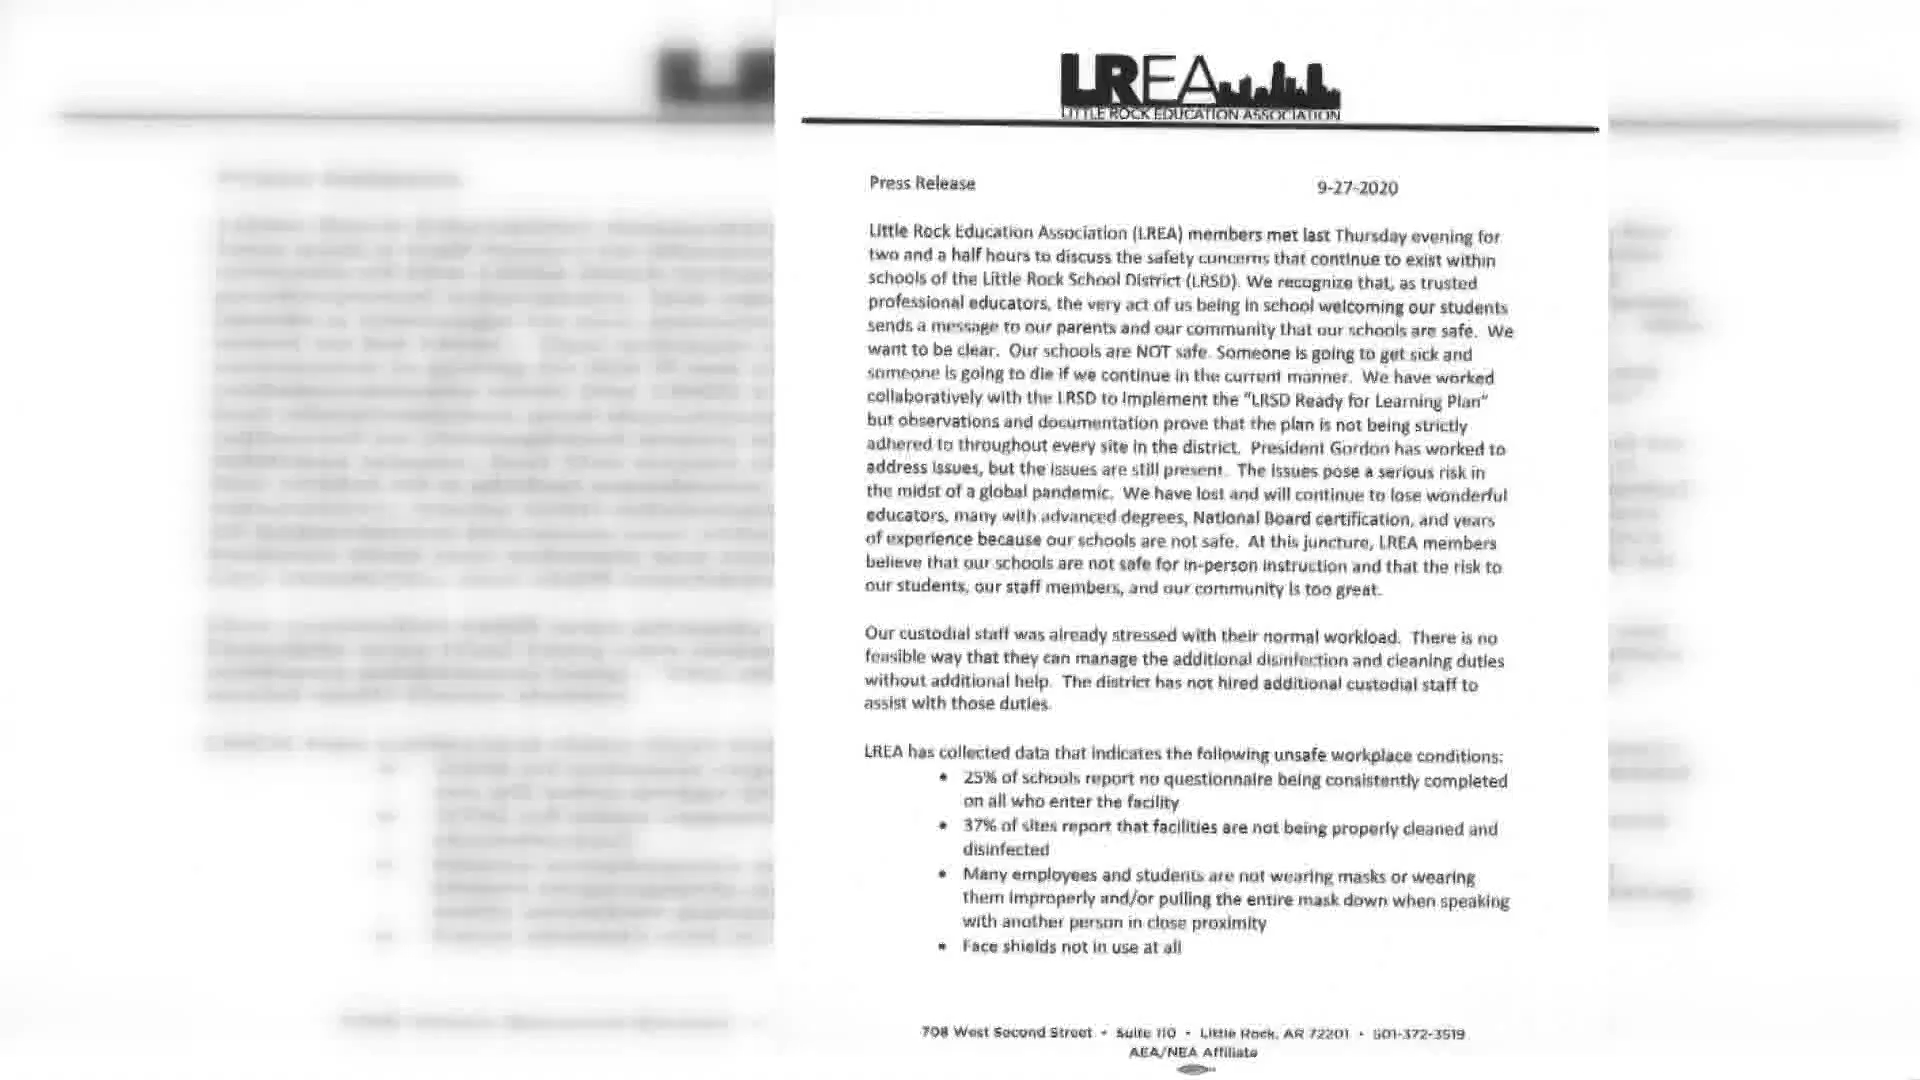 LREA
LITTLE ROCK EDUCATION ASSOCIATION
Press Release 9-27-2020
Little Rock Education Association (LREA) members met last Thursday evening for
two and a half hours to discuss the safety concerns that continue to exist within
schools of the Little Rock School District (LRSD). We recognize that, as trusted
professional educators, the very act of us being in school welcoming our students
sends a message to our parents and our community that our schools are safe. We
want to be clear. Our schools are NOT safe. Someone is going to get sick and
someone is going to die if we continue in the current manner. We have worked
collaboratively with the LRSD to implement the "LRSD Ready for Learning Plan"
but observations and documentation prove that the plan is not being strictly
adhered to throughout every site in the district. President Gordon has worked to
address issues, but the issues are still present. The issues pose a serious risk in
the midst of a global pandemic. We have lost and will continue to lose wonderful
educators, many with advanced degrees, National Board certification, and years
of experience because our schools are not safe. At this juncture, LREA members
believe that our schools are not safe for in-person instruction and that the risk to
our students, our staff members, and our community is too great.
Our custodial staff was already stressed with their normal workload. There is no
feasible way that they can manage the additional disinfection and cleaning duties
without additional help. The district has not hired additional custodial staff to
assist with those duties.
LREA has collected data that indicates the following unsafe workplace conditions:
• 25% of schools report no questionnaire being consistently completed
on all who enter the facility
• 37% of sites report that facilities are not being properly cleaned and
disinfected
• Many employees and students are not wearing masks or wearing
them improperly and/or pulling the entire mask down when speaking
with another person in close proximity
• Face shields not in use at all
708 West Second Street • Suite 110 • Little Rock, AR 72201 • 501-372-3519
AEA/NEA Affiliate